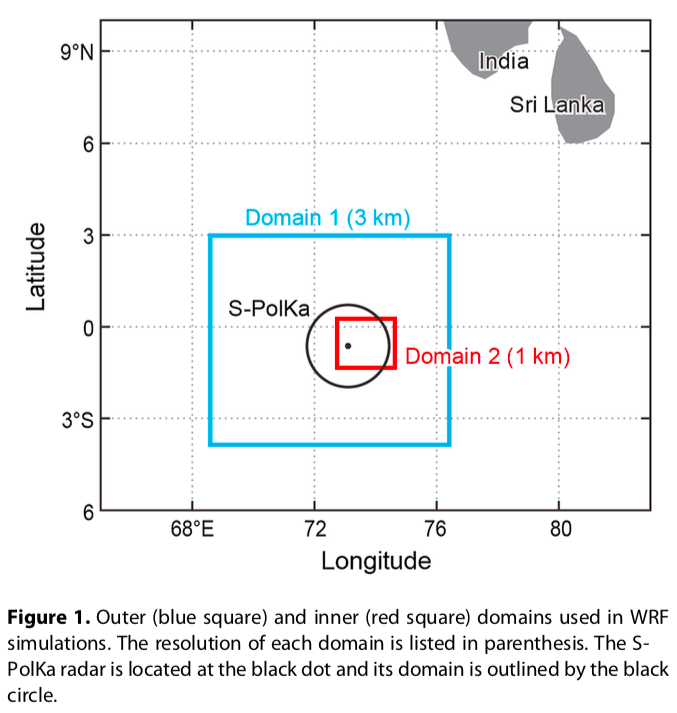 9°N
India
Sri Lanka
6
Domain 1 (3 km)
3
S-PolKa
0
Domain 2 (1 km)
3°S
6
68°E 72 76 80
Latitude
Longitude
Figure 1. Outer (blue square) and inner (red square) domains used in WRF
simulations. The resolution of each domain is listed in parenthesis. The S-
PolKa radar is located at the black dot and its domain is outlined by the black
circle.